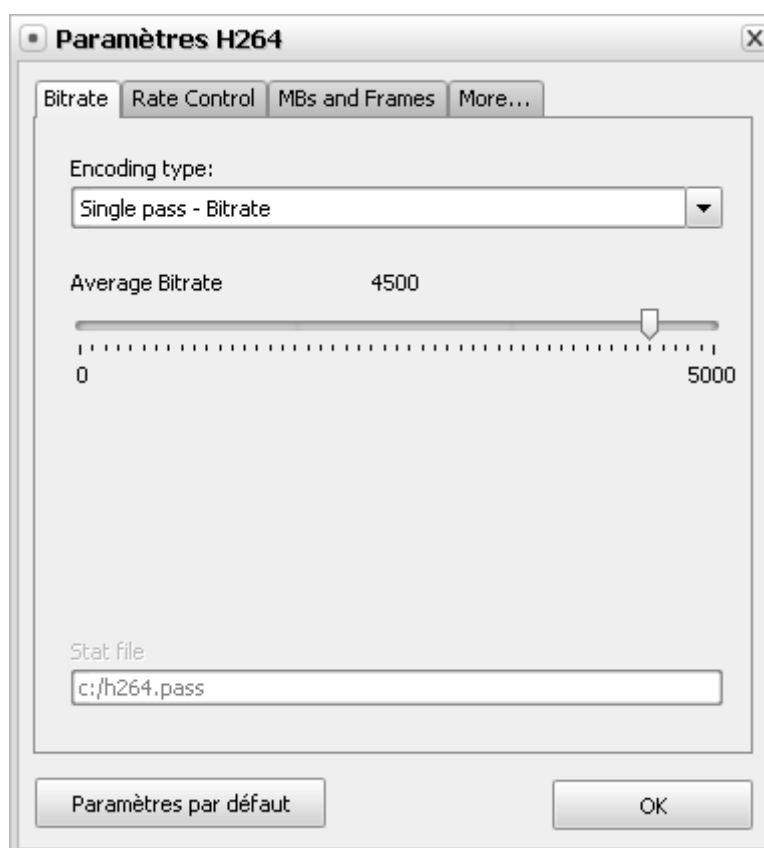 Paramètres H264
Bitrate Rate Control MBs and Frames More...
Encoding type:
Single pass - Bitrate
Average Bitrate 4500
0 5000
Stat file
c:/h264.pass
Paramètres par défaut OK